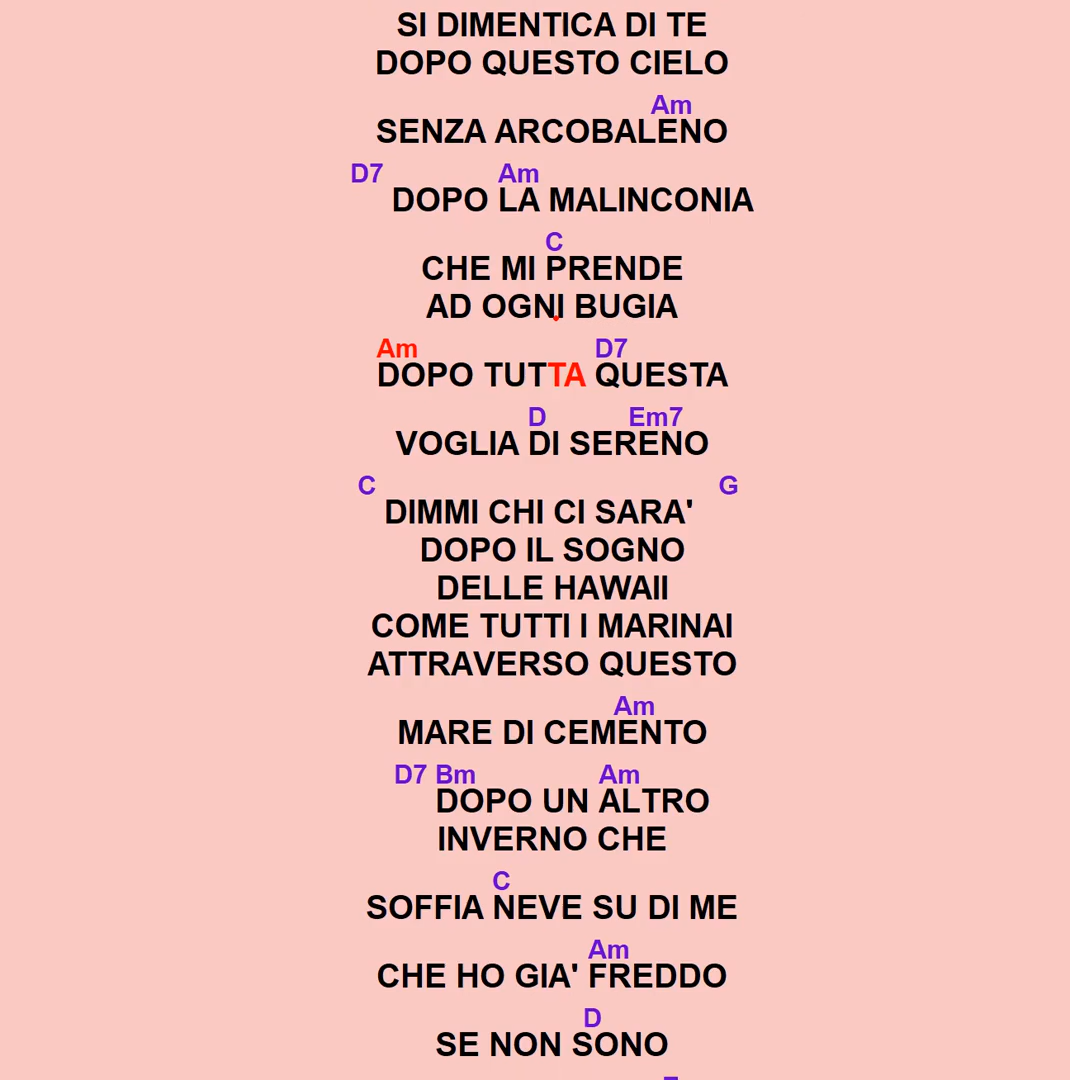 SI DIMENTICA DI TE
DOPO QUESTO CIELO
Am
SENZA ARCOBALENO
D7 Am
DOPO LA MALINCONIA
C
CHE MI PRENDE
AD OGNI BUGIA
Am D7
DOPO TUTTA QUESTA
D Em7
VOGLIA DI SERENO
C G
DIMMI CHI CI SARA'
DOPO IL SOGNO
DELLE HAWAII
COME TUTTI I MARINAI
ATTRAVERSO QUESTO
Am
MARE DI CEMENTO
D7 Bm Am
DOPO UN ALTRO
INVERNO CHE
C
SOFFIA NEVE SU DI ME
Am
CHE HO GIA' FREDDO
D
SE NON SONO